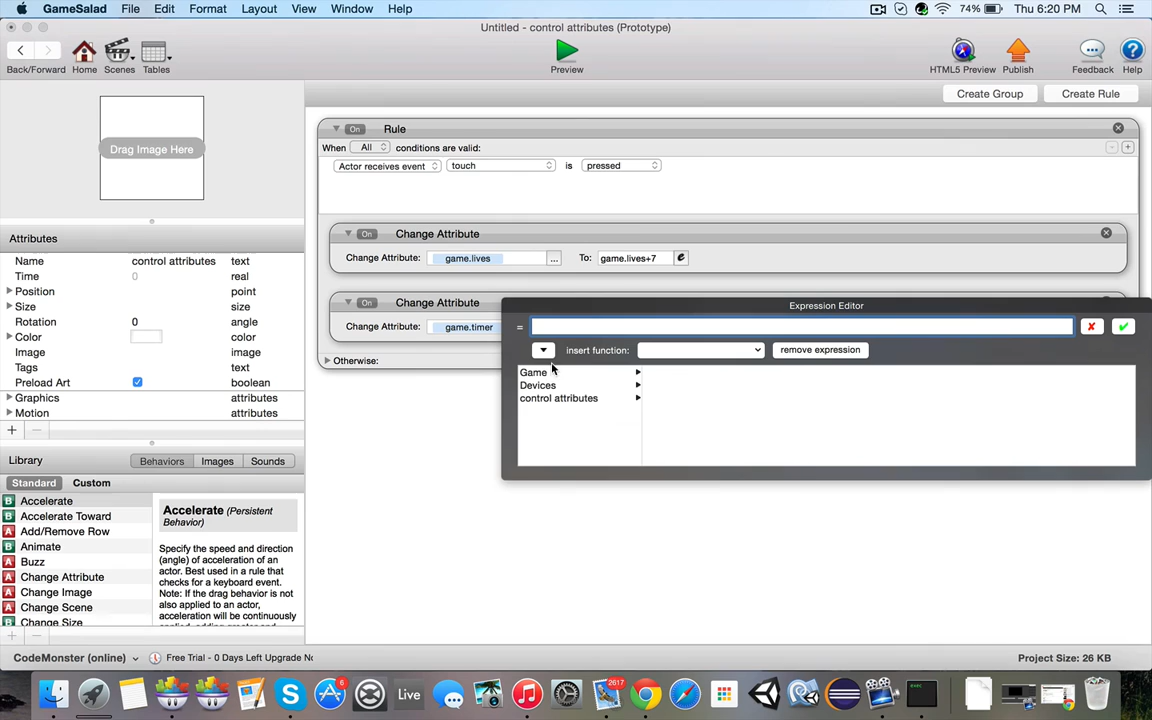 GameSalad File Edit Format Layout Window Help 74% Thu 6:20 PM
Untitled - control attributes (Prototype)
Back/Forward Home Scenes Tables Preview HTML5 Preview Publish Feedback Help
Create Group Create Rule
Drag Image Here
On Rule
When All conditions are valid:
Actor receives event touch is pressed
On Change Attribute
Change Attribute: game.lives ... To: game.lives+7 e
On Change Attribute
Change Attribute: game.timer
Otherwise:
Expression Editor
=
insert function: remove expression
Game
Devices
control attributes
Attributes
Name control attributes text
Time 0 real
Position point
Size size
Rotation 0 angle
Color color
Image image
Tags text
Preload Art boolean
Graphics attributes
Motion attributes
Library Behaviors Images Sounds
Standard Custom
B Accelerate
B Accelerate Toward
A Add/Remove Row
B Animate
A Buzz
A Change Attribute
A Change Image
A Change Scene
A Change Size
Accelerate (Persistent
Behavior)
Specify the speed and direction
(angle) of acceleration of an
actor. Best used in a rule that
checks for a keyboard event.
Note: If the drag behavior is not
also applied to an actor,
acceleration will be continuously
CodeMonster (online) Free Trial - 0 Days Left Upgrade No Project Size: 26 KB
6
Live
2617